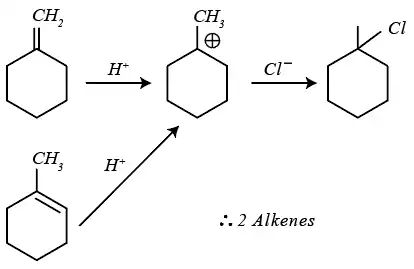 CH₂
CH₃
⊕
H⁺
Cl⁻
Cl
CH₃
H⁺
∴ 2 Alkenes